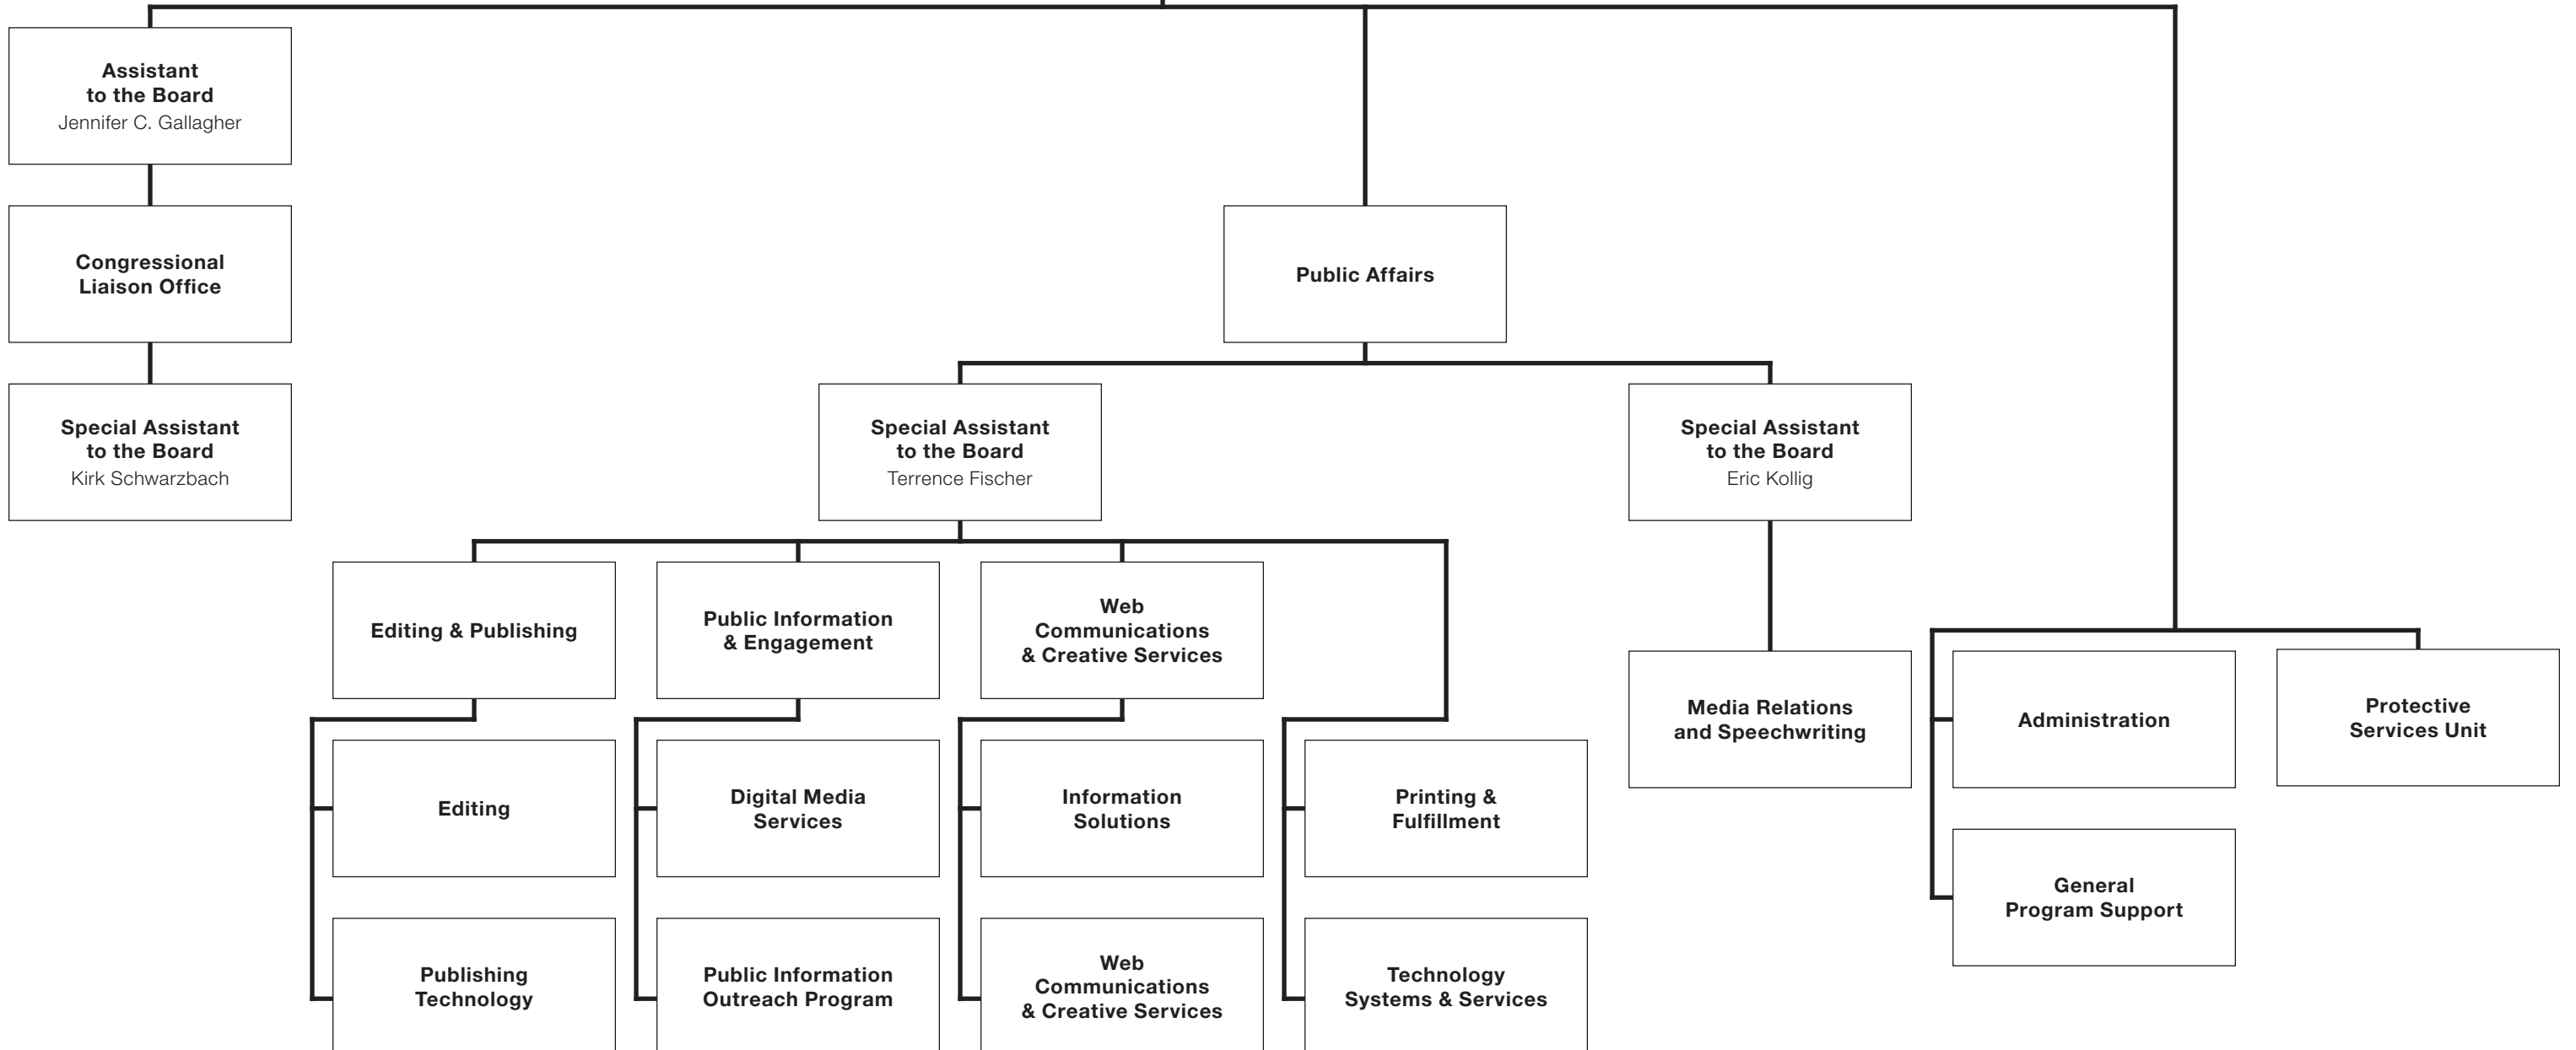 Assistant
to the Board
Jennifer C. Gallagher
Congressional
Liaison Office
Public Affairs
Special Assistant
to the Board
Kirk Schwarzbach
Special Assistant
to the Board
Terrence Fischer
Special Assistant
to the Board
Eric Kollig
Editing & Publishing
Public Information
& Engagement
Web
Communications
& Creative Services
Media Relations
and Speechwriting
Administration
Protective
Services Unit
Editing
Digital Media
Services
Information
Solutions
Printing &
Fulfillment
General
Program Support
Publishing
Technology
Public Information
Outreach Program
Web
Communications
& Creative Services
Technology
Systems & Services